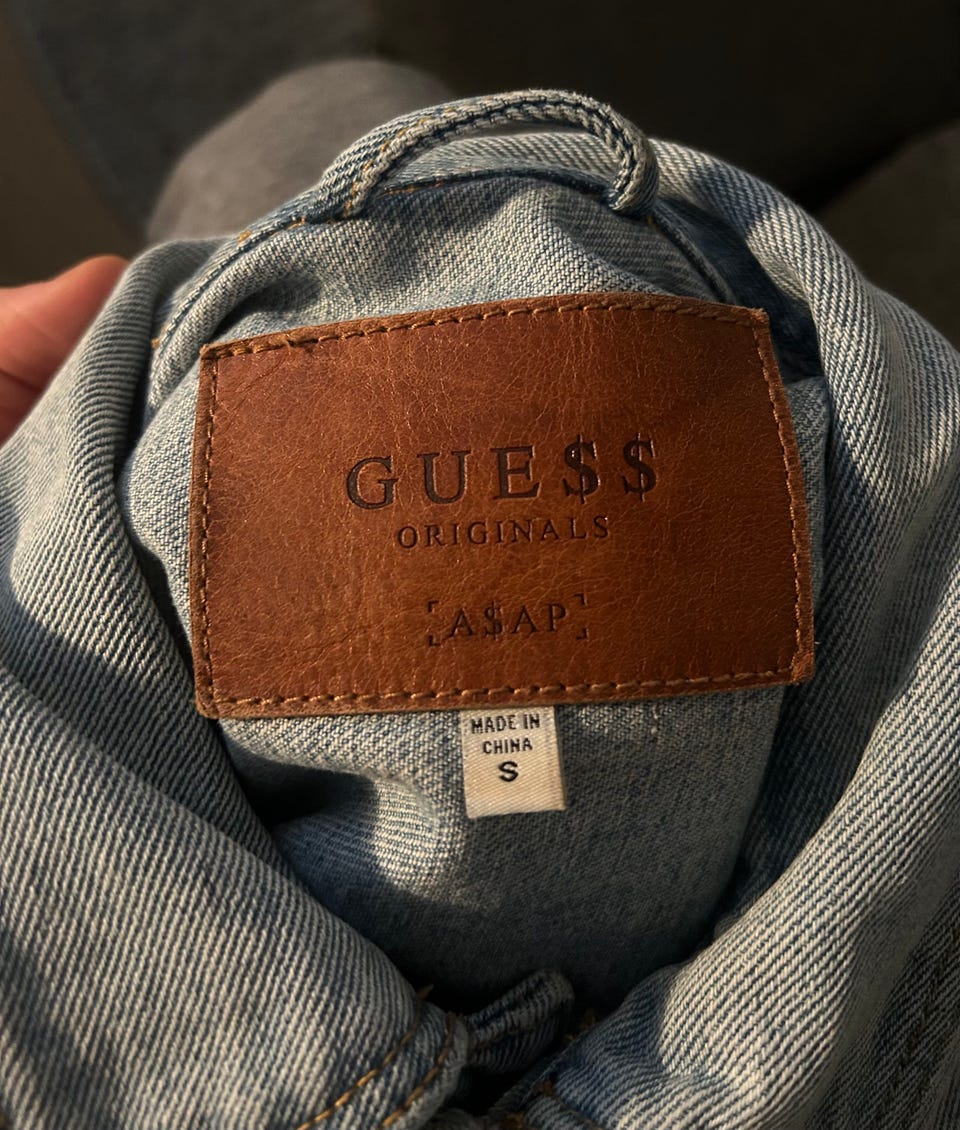 GUE$$
ORIGINALS
[A$AP]
MADE IN
CHINA
S